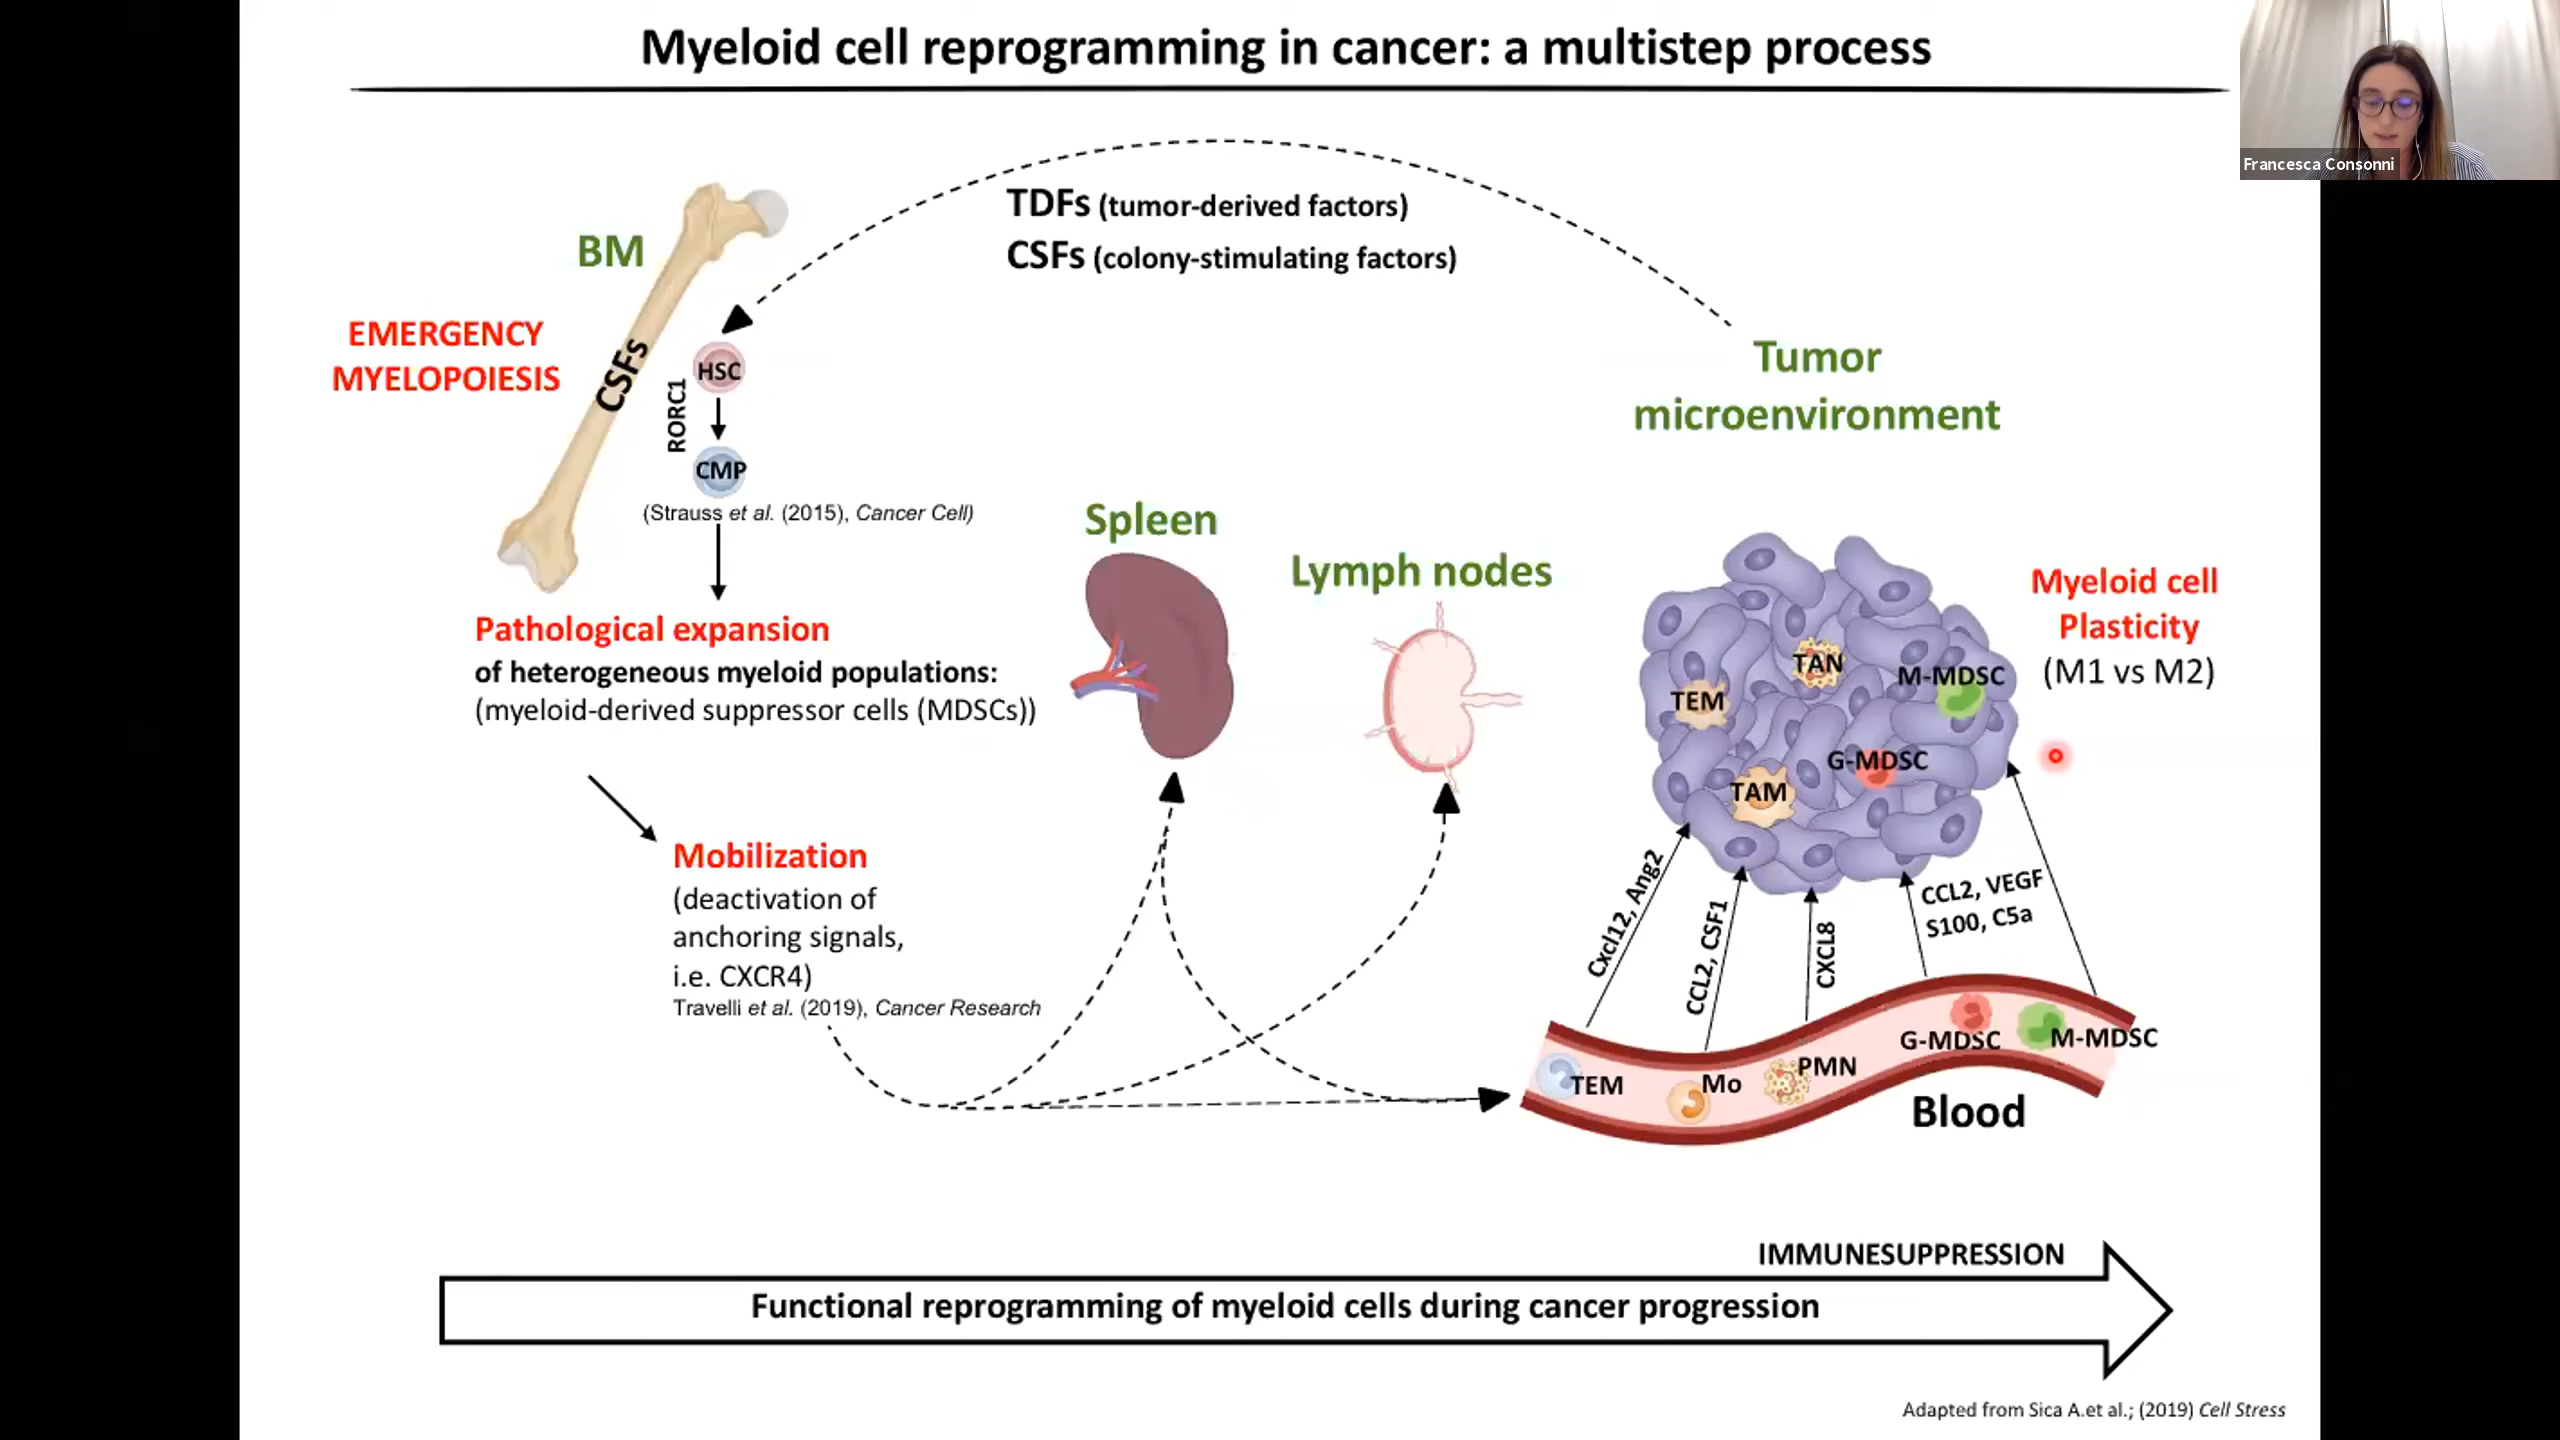 Myeloid cell reprogramming in cancer: a multistep process
Francesca Consonni
TDFs (tumor-derived factors)
CSFs (colony-stimulating factors)
BM
EMERGENCY
MYELOPOIESIS
CSFs
RORC1
HSC
CMP
(Strauss et al. (2015), Cancer Cell)
Pathological expansion
of heterogeneous myeloid populations:
(myeloid-derived suppressor cells (MDSCs))
Mobilization
(deactivation of
anchoring signals,
i.e. CXCR4)
Travelli et al. (2019), Cancer Research
Spleen
Lymph nodes
Tumor
microenvironment
Myeloid cell
Plasticity
(M1 vs M2)
TAN
M-MDSC
TEM
G-MDSC
TAM
Cxcl12, Ang2
CCL2, CSF1
CXCL8
CCL2, VEGF
S100, C5a
TEM
Mo
PMN
G-MDSC
M-MDSC
Blood
IMMUNESUPPRESSION
Functional reprogramming of myeloid cells during cancer progression
Adapted from Sica A.et al.; (2019) Cell Stress